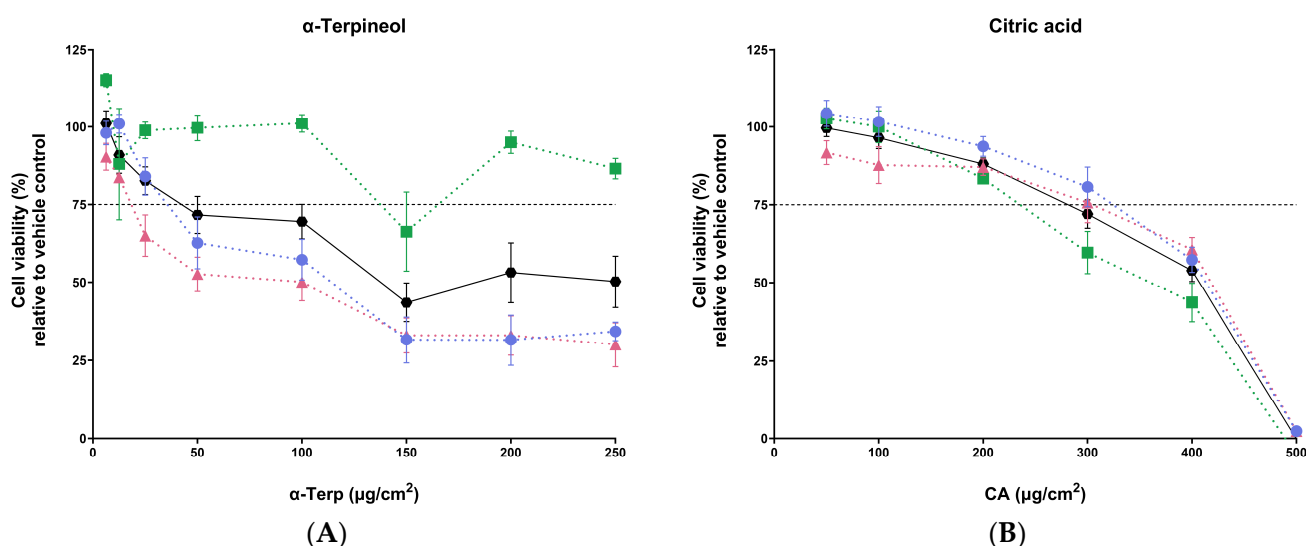 α-Terpineol
Cell viability (%)
relative to vehicle control
125
100
75
50
25
0
0
50
100
150
200
250
α-Terp (µg/cm²)
(A)
Citric acid
Cell viability (%)
relative to vehicle control
125
100
75
50
25
0
100
200
300
400
500
CA (µg/cm²)
(B)